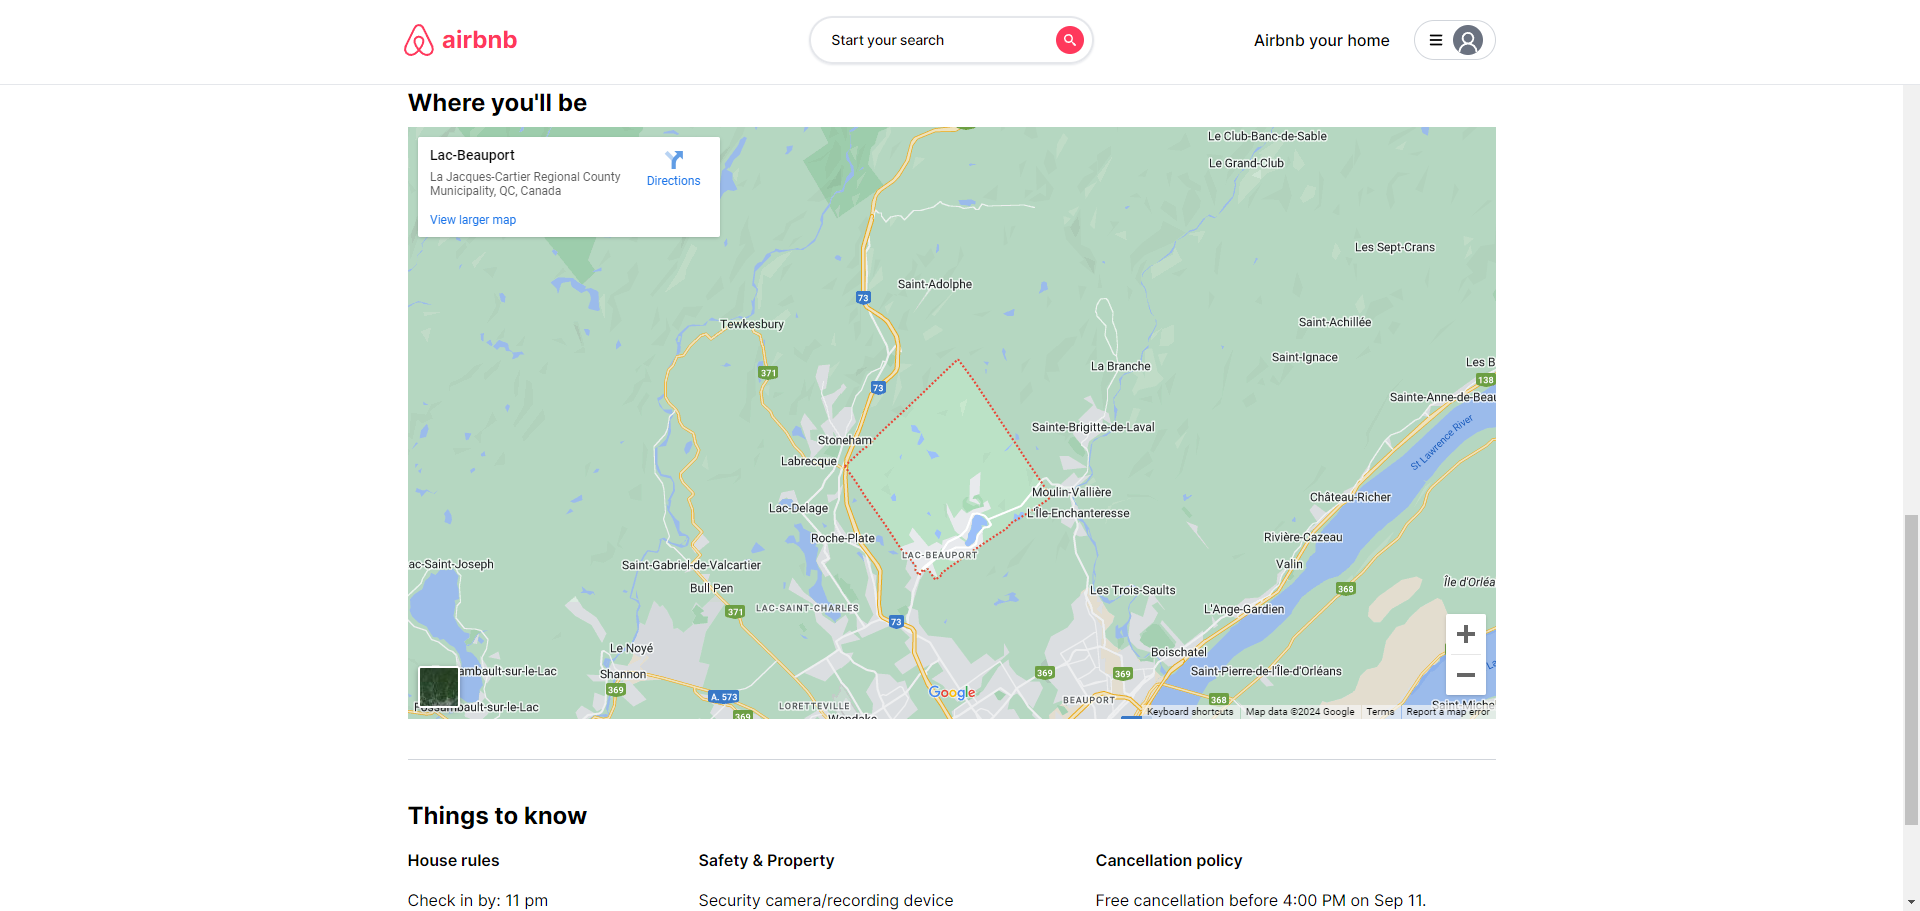 airbnb
Start your search
Airbnb your home
Where you'll be
Lac-Beauport
La Jacques-Cartier Regional County
Municipality, QC, Canada
Directions
View larger map
Le Club-Banc-de-Sable
Le Grand-Club
Les Sept-Crans
Saint-Adolphe
73
Tewkesbury
Saint-Achillée
Saint-Ignace
Les B
La Branche
371
138
73
Sainte-Anne-de-Beau
Sainte-Brigitte-de-Laval
St Lawrence River
Stoneham
Labrecque
Moulin-Vallière
Château-Richer
Lac-Delage
L'Île-Enchanteresse
Roche-Plate
Rivière-Cazeau
LAC-BEAUPORT
ac-Saint-Joseph
Saint-Gabriel-de-Valcartier
Valin
Île d'Orléa
Bull Pen
Les Trois-Saults
368
LAC-SAINT-CHARLES
371
L'Ange-Gardien
73
Le Noyé
Boischatel
ambault-sur-le-Lac
Shannon
369
369
Saint-Pierre-de-l'Île-d'Orléans
369
A. 573
Google
BEAUPORT
368
Fossambault-sur-le-Lac
LORETTEVILLE
Saint-Miche
369
Wendake
Keyboard shortcuts
Map data ©2024 Google
Terms
Report a map error
Things to know
House rules
Safety & Property
Cancellation policy
Check in by: 11 pm
Security camera/recording device
Free cancellation before 4:00 PM on Sep 11.